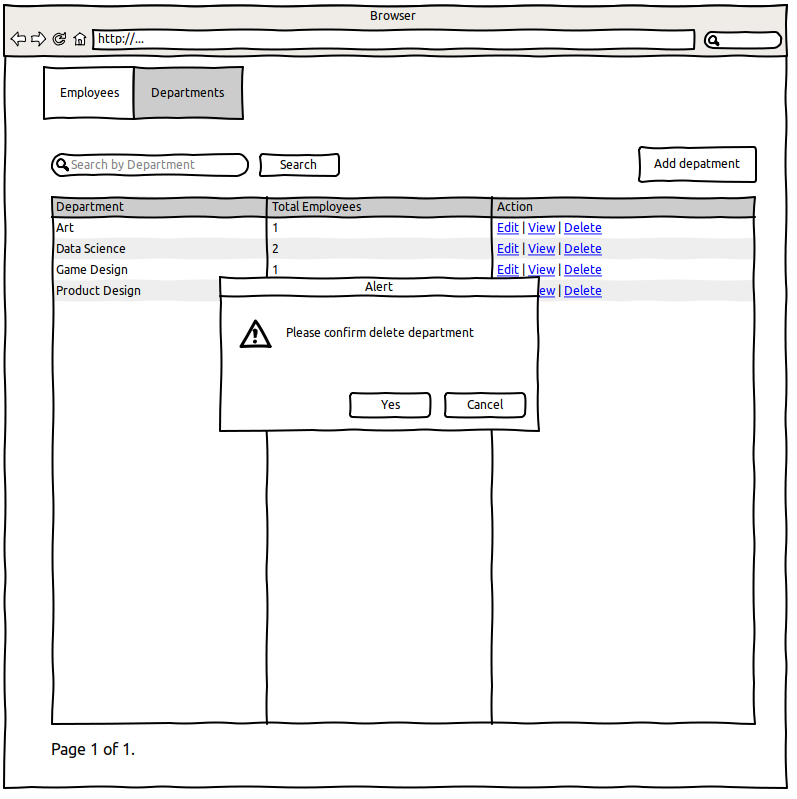 Browser
http://...
Employees Departments
Search by Department Search Add depatment
Department Total Employees Action
Art 1 Edit | View | Delete
Data Science 2 Edit | View | Delete
Game Design 1 Edit | View | Delete
Product Design ew | Delete
Alert
Please confirm delete department
Yes Cancel
Page 1 of 1.